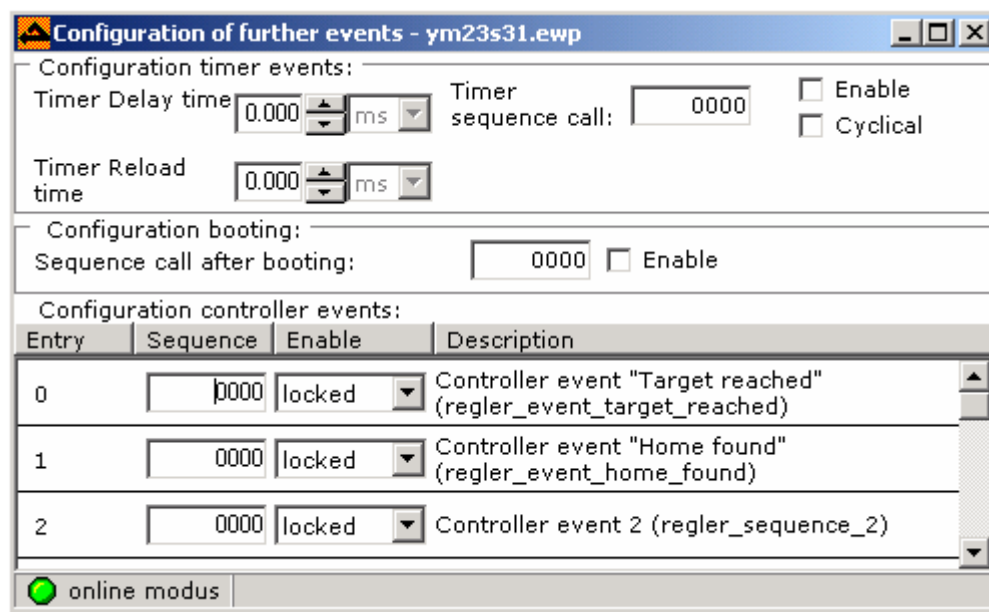 Configuration of further events - ym23s31.ewp
Configuration timer events:
Timer Delay time 0.000 ms Timer sequence call: 0000 Enable
Cyclical
Timer Reload time 0.000 ms
Configuration booting:
Sequence call after booting: 0000 Enable
Configuration controller events:
Entry Sequence Enable Description
0 0000 locked Controller event "Target reached"
(regler_event_target_reached)
1 0000 locked Controller event "Home found"
(regler_event_home_found)
2 0000 locked Controller event 2 (regler_sequence_2)
online modus